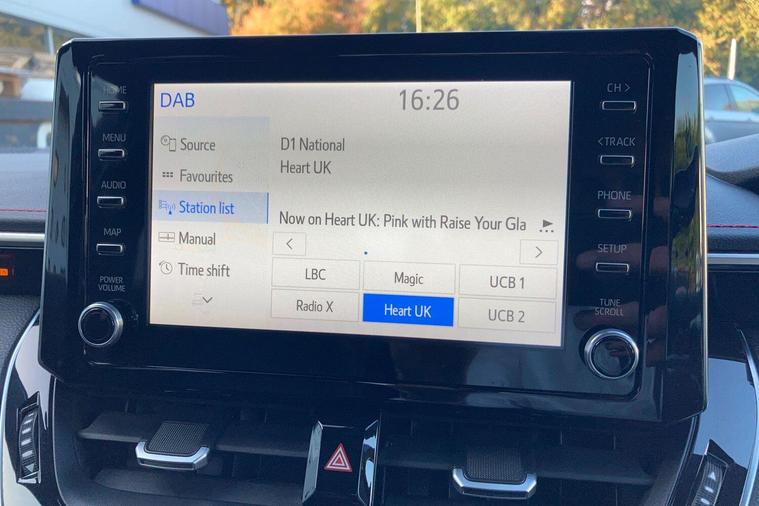 HOME
MENU
AUDIO
MAP
POWER
VOLUME
DAB
16:26
Source
Favourites
Station list
Manual
Time shift
D1 National
Heart UK
Now on Heart UK: Pink with Raise Your Gla
LBC
Magic
UCB 1
Radio X
Heart UK
UCB 2
CH >
< TRACK
PHONE
SETUP
TUNE
SCROLL